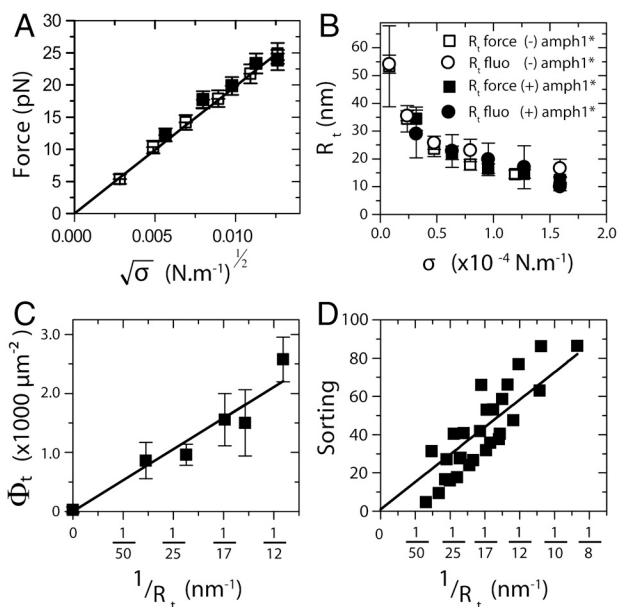 A
30
25
20
15
10
5
0
Force (pN)
0.000
0.005
0.010
√σ (N.m⁻¹)^½
B
60
50
40
30
20
10
0
R_t (nm)
R_t force (-) amph1*
R_t fluo (-) amph1*
R_t force (+) amph1*
R_t fluo (+) amph1*
0.0
0.5
1.0
1.5
2.0
σ (x10 ⁻⁴ N.m⁻¹)
C
3.0
2.0
1.0
0
Φ_t (x1000 μm⁻²)
0
1/50
1/25
1/17
1/12
1/R_t (nm⁻¹)
D
100
80
60
40
20
0
Sorting
0
1/50
1/25
1/17
1/12
1/10
1/8
1/R_t (nm⁻¹)